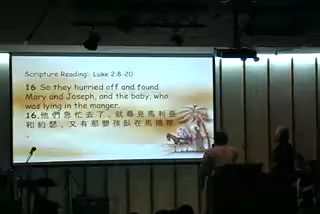 Scripture Reading: Luke 2:8-20
16 So they hurried off and found
Mary and Joseph, and the baby, who
was lying in the manger.
16.他們急忙去了，就尋見馬利亞
和約瑟，又有那嬰孩臥在馬槽裡
。